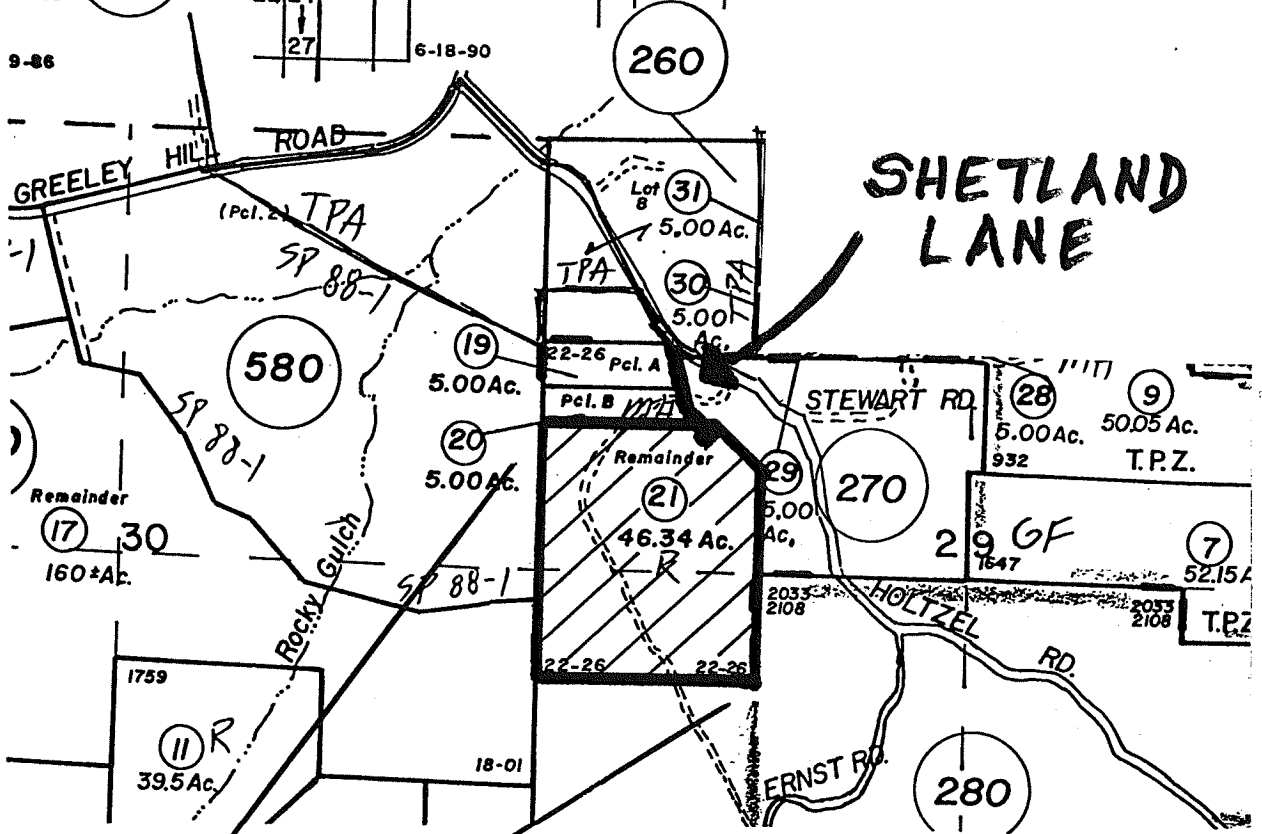 27
6-18-90
260
9-86
GREELEY HILL ROAD
SHETLAND
LANE
(Pcl. 2) TPA
SP 88-1
Lot
B
31
5.00 Ac.
TPA
30
5.00
Ac.
TPA
580
19
5.00 Ac.
22-26
Pcl. A
Pcl. B
STEWART RD.
28
5.00 Ac.
9
50.05 Ac.
T.P.Z.
932
SP 88-1
20
5.00 Ac.
Remainder
21
46.34 Ac.
R
29
5.00
Ac.
270
Remainder
17
160± Ac.
30
Rocky Gulch
SP 88-1
29
GF
1647
7
52.15 A
2033
2108
HOLTZEL RD.
2033
2108
T.P.Z
22-26
22-26
1759
11
R
39.5 Ac.
18-01
ERNST RD.
280